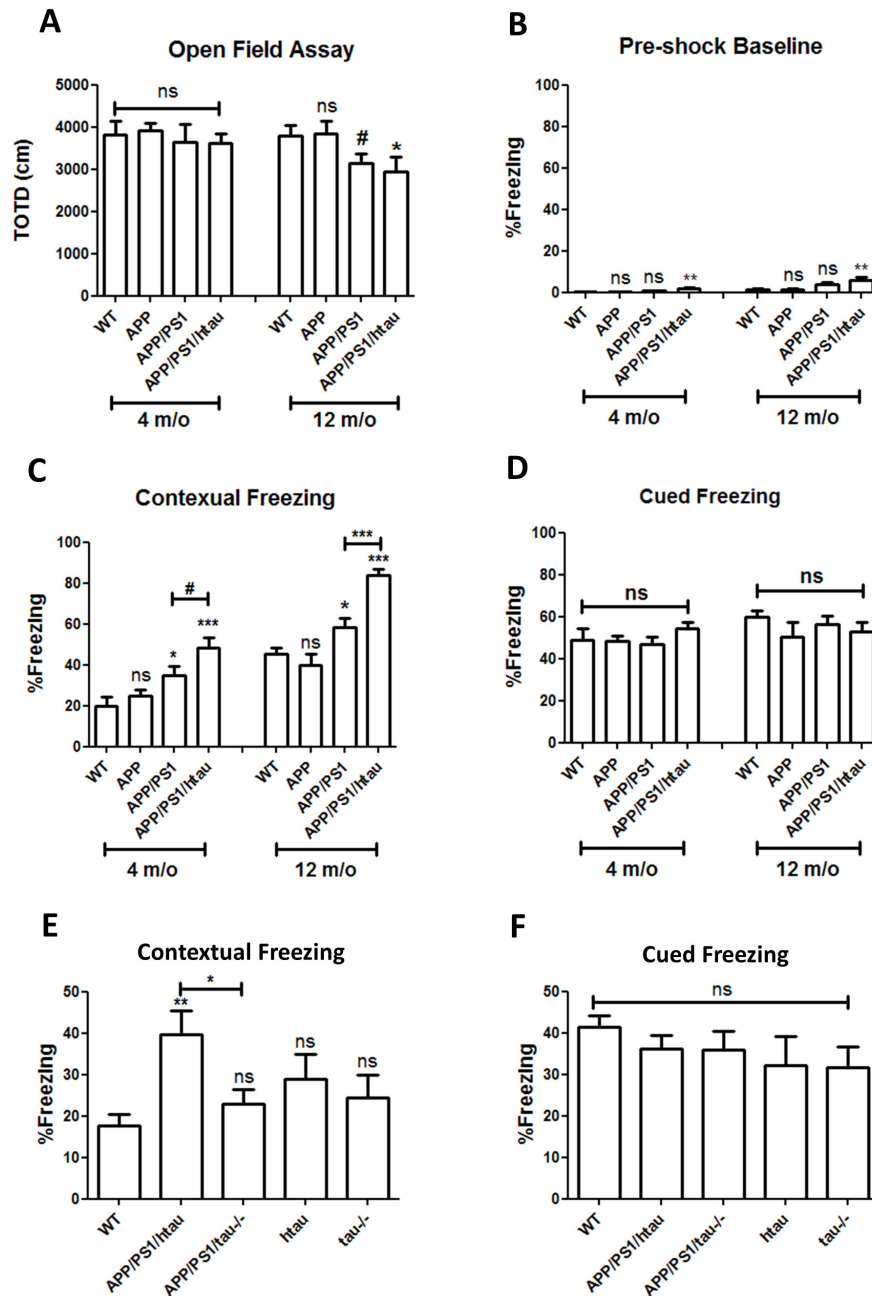 A
Open Field Assay
TOTD (cm)
5000
4000
3000
2000
1000
0
ns
ns
#
*
WT
APP
APP/PS1
APP/PS1/htau
WT
APP
APP/PS1
APP/PS1/htau
4 m/o
12 m/o
B
Pre-shock Baseline
%Freezing
100
80
60
40
20
0
ns
ns
**
ns
ns
**
WT
APP
APP/PS1
APP/PS1/htau
WT
APP
APP/PS1
APP/PS1/htau
4 m/o
12 m/o
C
Contexual Freezing
%Freezing
100
80
60
40
20
0
ns
*
#
***
ns
*
***
***
WT
APP
APP/PS1
APP/PS1/htau
WT
APP
APP/PS1
APP/PS1/htau
4 m/o
12 m/o
D
Cued Freezing
%Freezing
100
80
60
40
20
0
ns
ns
WT
APP
APP/PS1
APP/PS1/htau
WT
APP
APP/PS1
APP/PS1/htau
4 m/o
12 m/o
E
Contextual Freezing
%Freezing
50
40
30
20
10
0
**
*
ns
ns
ns
WT
APP/PS1/htau
APP/PS1/tau-/-
htau
tau-/-
F
Cued Freezing
%Freezing
50
40
30
20
10
0
ns
WT
APP/PS1/htau
APP/PS1/tau-/-
htau
tau-/-